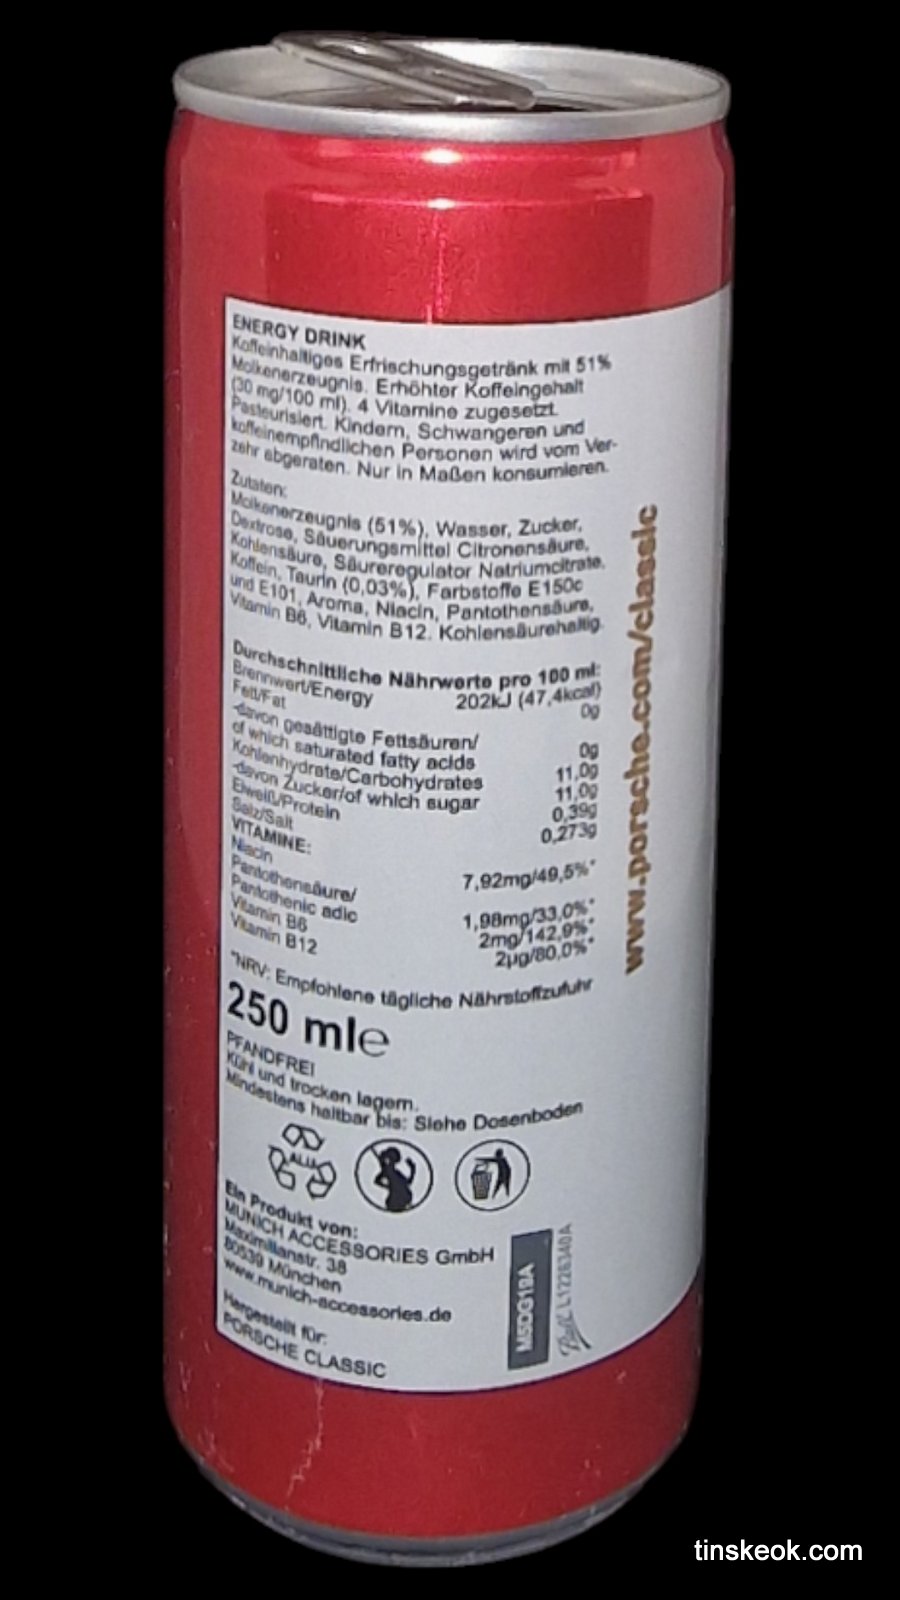 ENERGY DRINK
Koffeinhaltiges Erfrischungsgetränk mit 51%
Molkenerzeugnis. Erhöhter Koffeingehalt
(30 mg/100 ml). 4 Vitamine zugesetzt.
Pasteurisiert. Kindern, Schwangeren und
koffeinempfindlichen Personen wird vom Ver-
zehr abgeraten. Nur in Maßen konsumieren.
Zutaten:
Molkenerzeugnis (51%), Wasser, Zucker,
Dextrose, Säuerungsmittel Citronensäure,
Kohlensäure, Säureregulator Natriumcitrate,
Koffein, Taurin (0,03%), Farbstoffe E150c
und E101, Aroma, Niacin, Pantothensäure,
Vitamin B6, Vitamin B12. Kohlensäurehaltig.
Durchschnittliche Nährwerte pro 100 ml:
Brennwert/Energy 202kJ (47,4kcal)
Fett/Fat 0g
-davon gesättigte Fettsäuren/
of which saturated fatty acids 0g
Kohlenhydrate/Carbohydrates 11,0g
-davon Zucker/of which sugar 11,0g
Eiweiß/Protein 0,39g
Salz/Salt 0,273g
VITAMINE:
Niacin 7,92mg/49,5%*
Pantothensäure/
Pantothenic adic 1,98mg/33,0%*
Vitamin B6 2mg/142,9%*
Vitamin B12 2µg/80,0%*
*NRV: Empfohlene tägliche Nährstoffzufuhr
250 ml℮
PFANDFREI
Kühl und trocken lagern.
Mindestens haltbar bis: Siehe Dosenboden
ALU
Ein Produkt von:
MUNICH ACCESSORIES GmbH
Maximilianstr. 38
80539 München
www.munich-accessories.de
Hergestellt für:
PORSCHE CLASSIC
M5OG19A
Ball L1226340A
www.porsche.com/classic
tinskeok.com